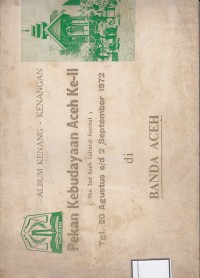 ALBUM KENANG - KENANGAN
Pekan Kebudayaan Aceh Ke-II
Tgl. 20 Agustus s/d 2 September 1972
di
BANDA ACEH